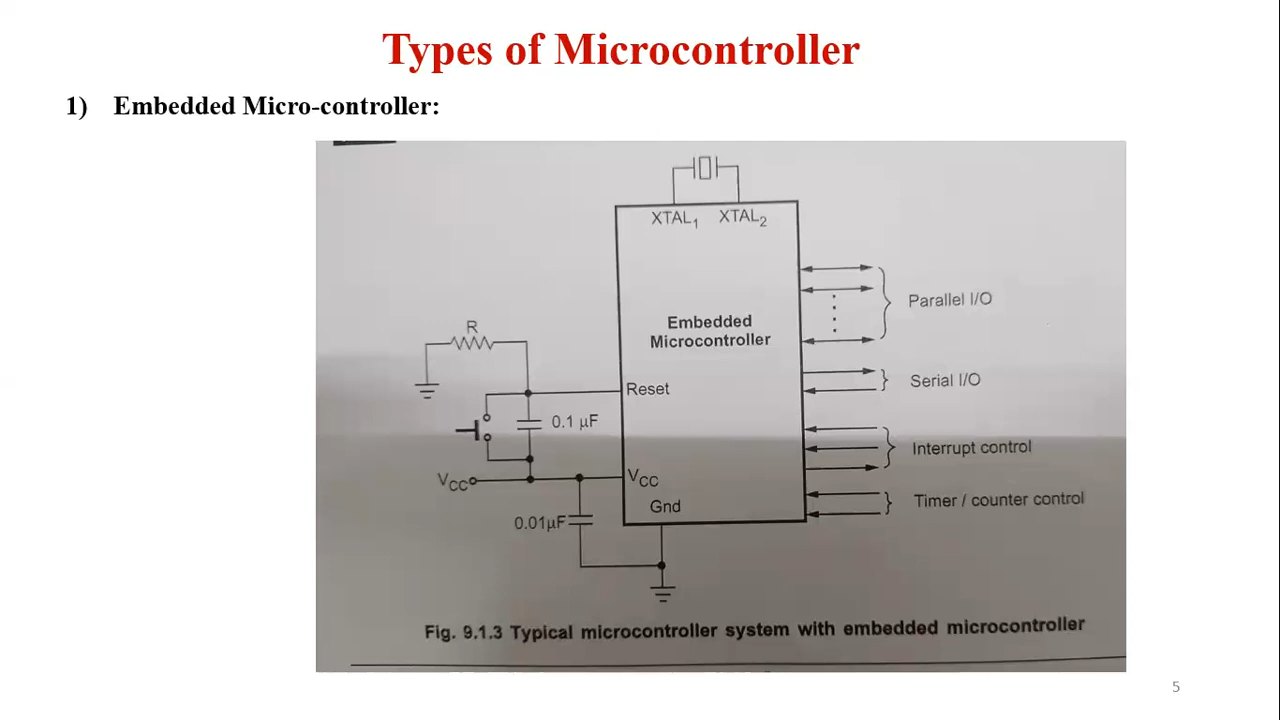 Types of Microcontroller
1) Embedded Micro-controller:
XTAL1 XTAL2
Embedded
Microcontroller
Parallel I/O
R
Serial I/O
Reset
0.1 µF
Interrupt control
VCC
VCC
Timer / counter control
Gnd
0.01µF
Fig. 9.1.3 Typical microcontroller system with embedded microcontroller
5